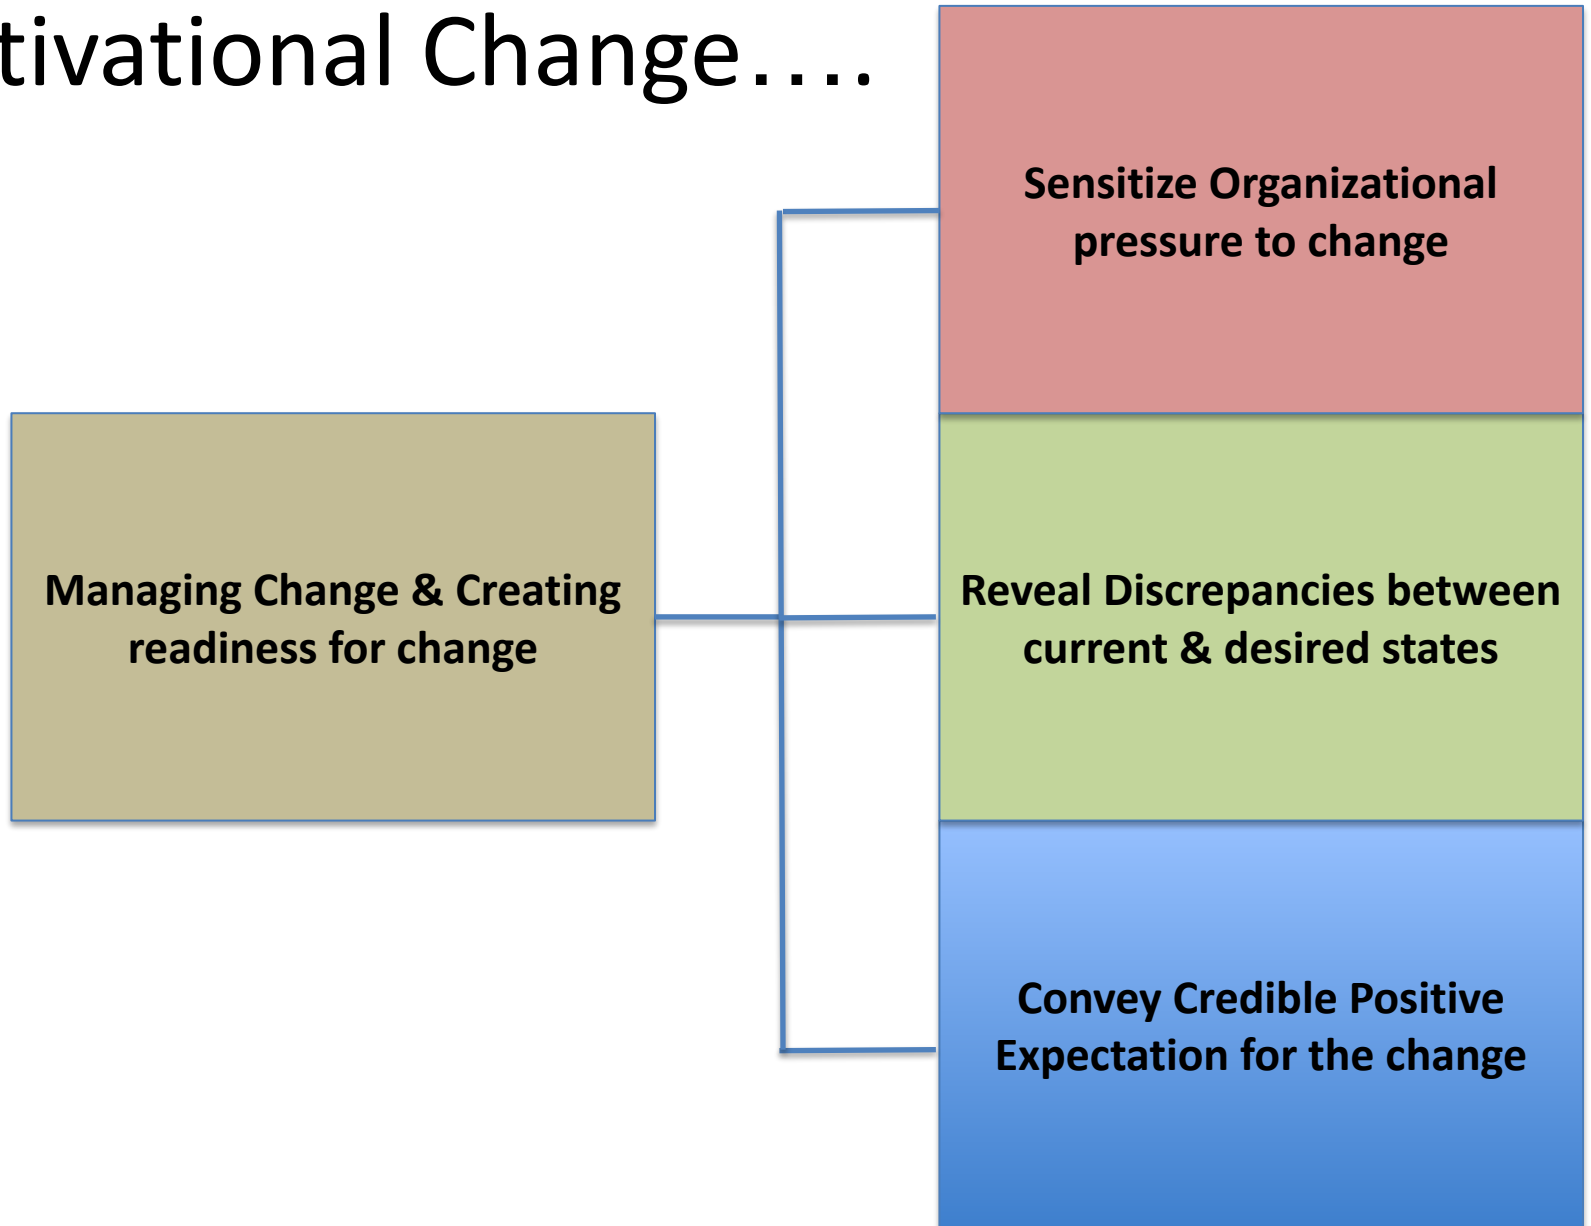 tivational Change….
Sensitize Organizational
pressure to change
Managing Change & Creating
readiness for change
Reveal Discrepancies between
current & desired states
Convey Credible Positive
Expectation for the change